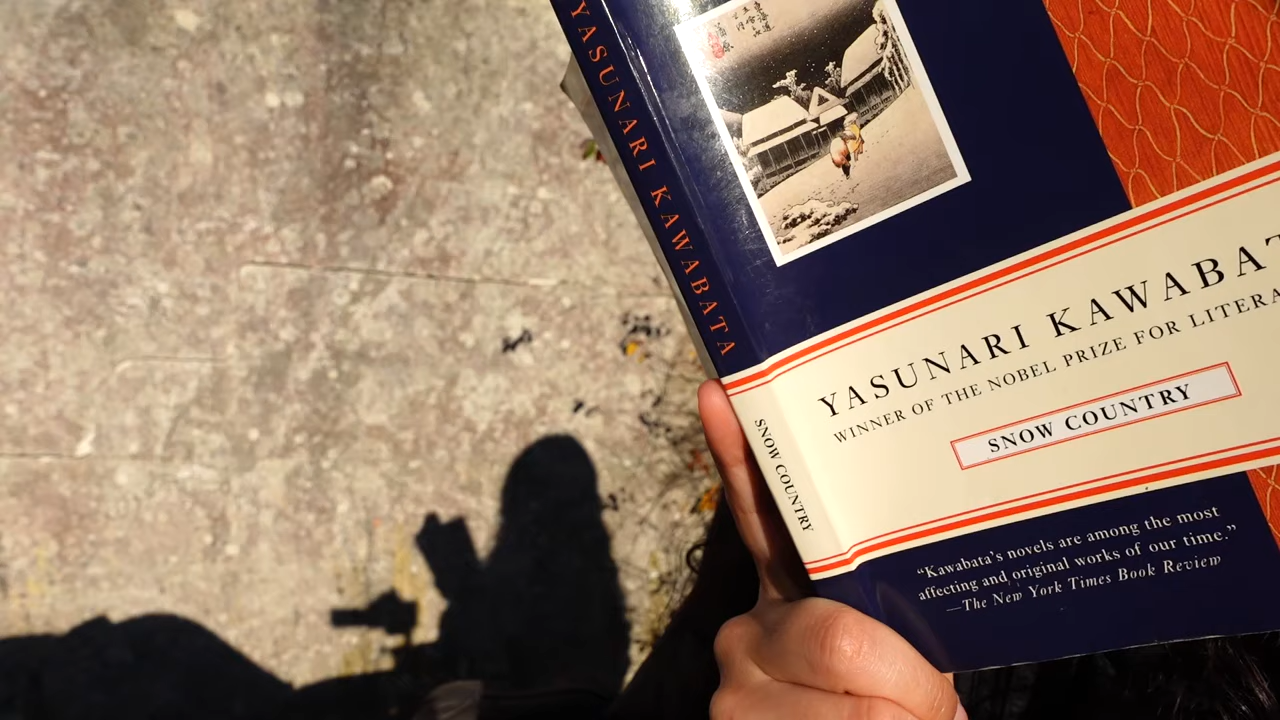 YASUNARI KAWABATA
SNOW COUNTRY
YASUNARI KAWABAT
WINNER OF THE NOBEL PRIZE FOR LITERA
SNOW COUNTRY
“Kawabata’s novels are among the most
affecting and original works of our time.”
—The New York Times Book Review